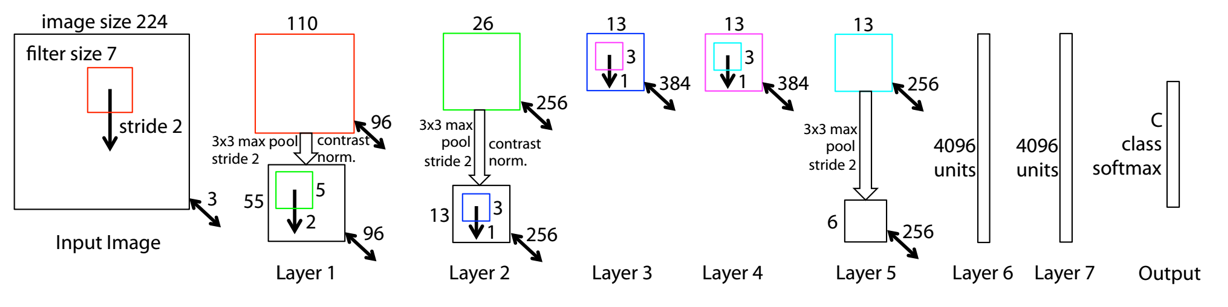 image size 224
filter size 7
stride 2
3
Input Image
110
96
3x3 max pool
stride 2
contrast
norm.
55
5
2
96
Layer 1
26
256
3x3 max
pool
stride 2
contrast
norm.
13
3
1
256
Layer 2
13
3
1
384
Layer 3
13
3
1
384
Layer 4
13
256
3x3 max
pool
stride 2
6
256
Layer 5
4096
units
Layer 6
4096
units
Layer 7
C
class
softmax
Output